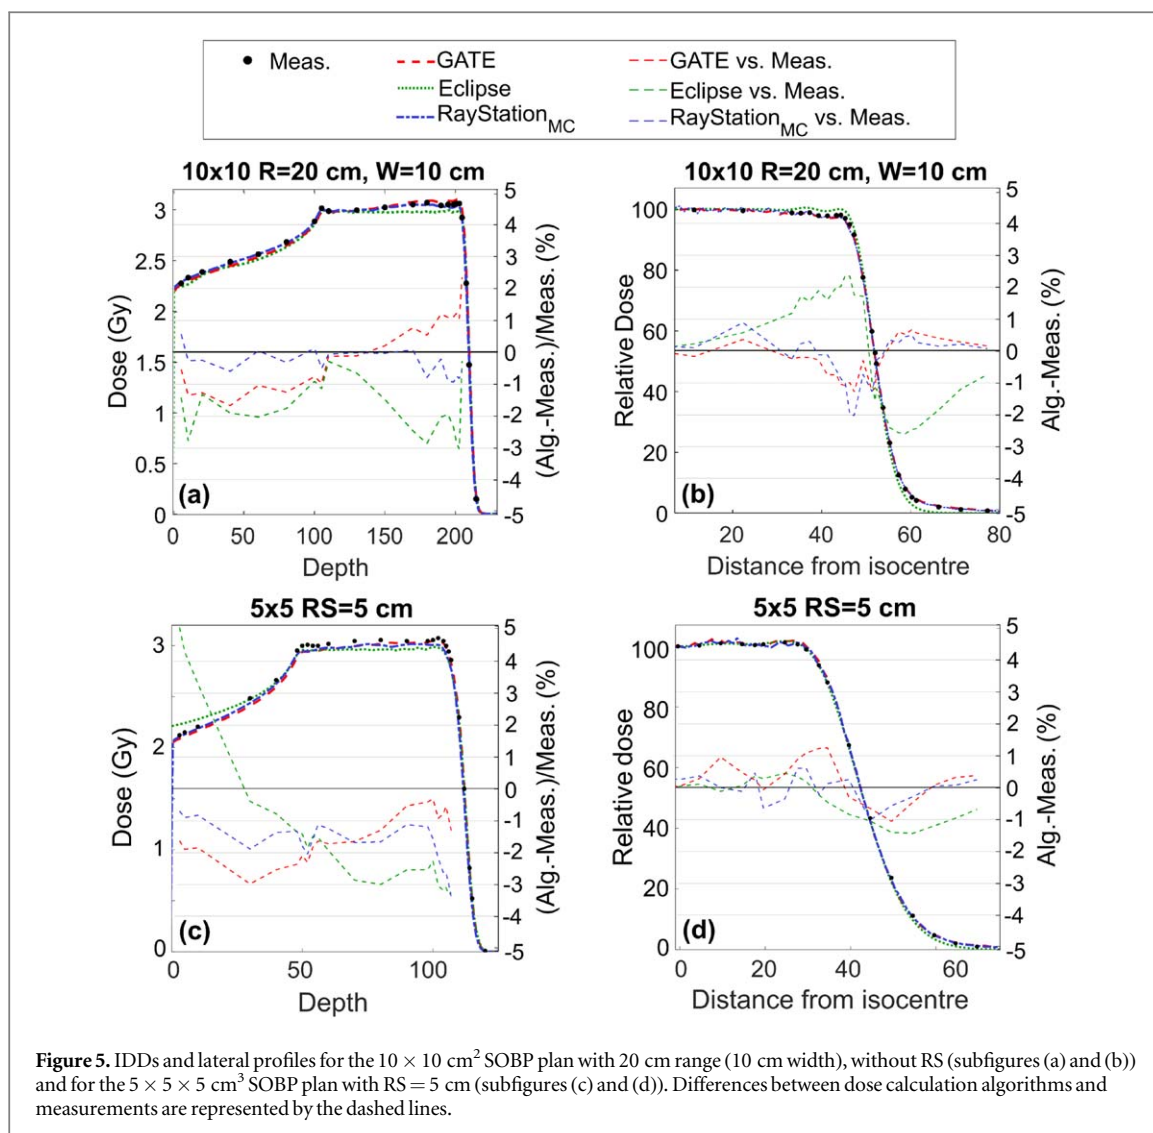 Meas.
GATE
Eclipse
RayStation MC
GATE vs. Meas.
Eclipse vs. Meas.
RayStation MC vs. Meas.
10x10 R=20 cm, W=10 cm
Dose (Gy)
3
2.5
2
1.5
1
0.5
0
(a)
0 50 100 150 200
Depth
5
4
3
2
1
0
-1
-2
-3
-4
-5
(Alg.-Meas.)/Meas. (%)
10x10 R=20 cm, W=10 cm
Relative Dose
100
80
60
40
20
0
(b)
20 40 60 80
Distance from isocentre
5
4
3
2
1
0
-1
-2
-3
-4
-5
Alg.-Meas. (%)
5x5 RS=5 cm
Dose (Gy)
3
2
1
0
(c)
0 50 100
Depth
5
4
3
2
1
0
-1
-2
-3
-4
-5
(Alg.-Meas.)/Meas. (%)
5x5 RS=5 cm
Relative dose
100
80
60
40
20
0
(d)
0 20 40 60
Distance from isocentre
5
4
3
2
1
0
-1
-2
-3
-4
-5
Alg.-Meas. (%)
Figure 5. IDDs and lateral profiles for the 10 × 10 cm² SOBP plan with 20 cm range (10 cm width), without RS (subfigures (a) and (b))
and for the 5 × 5 × 5 cm³ SOBP plan with RS = 5 cm (subfigures (c) and (d)). Differences between dose calculation algorithms and
measurements are represented by the dashed lines.